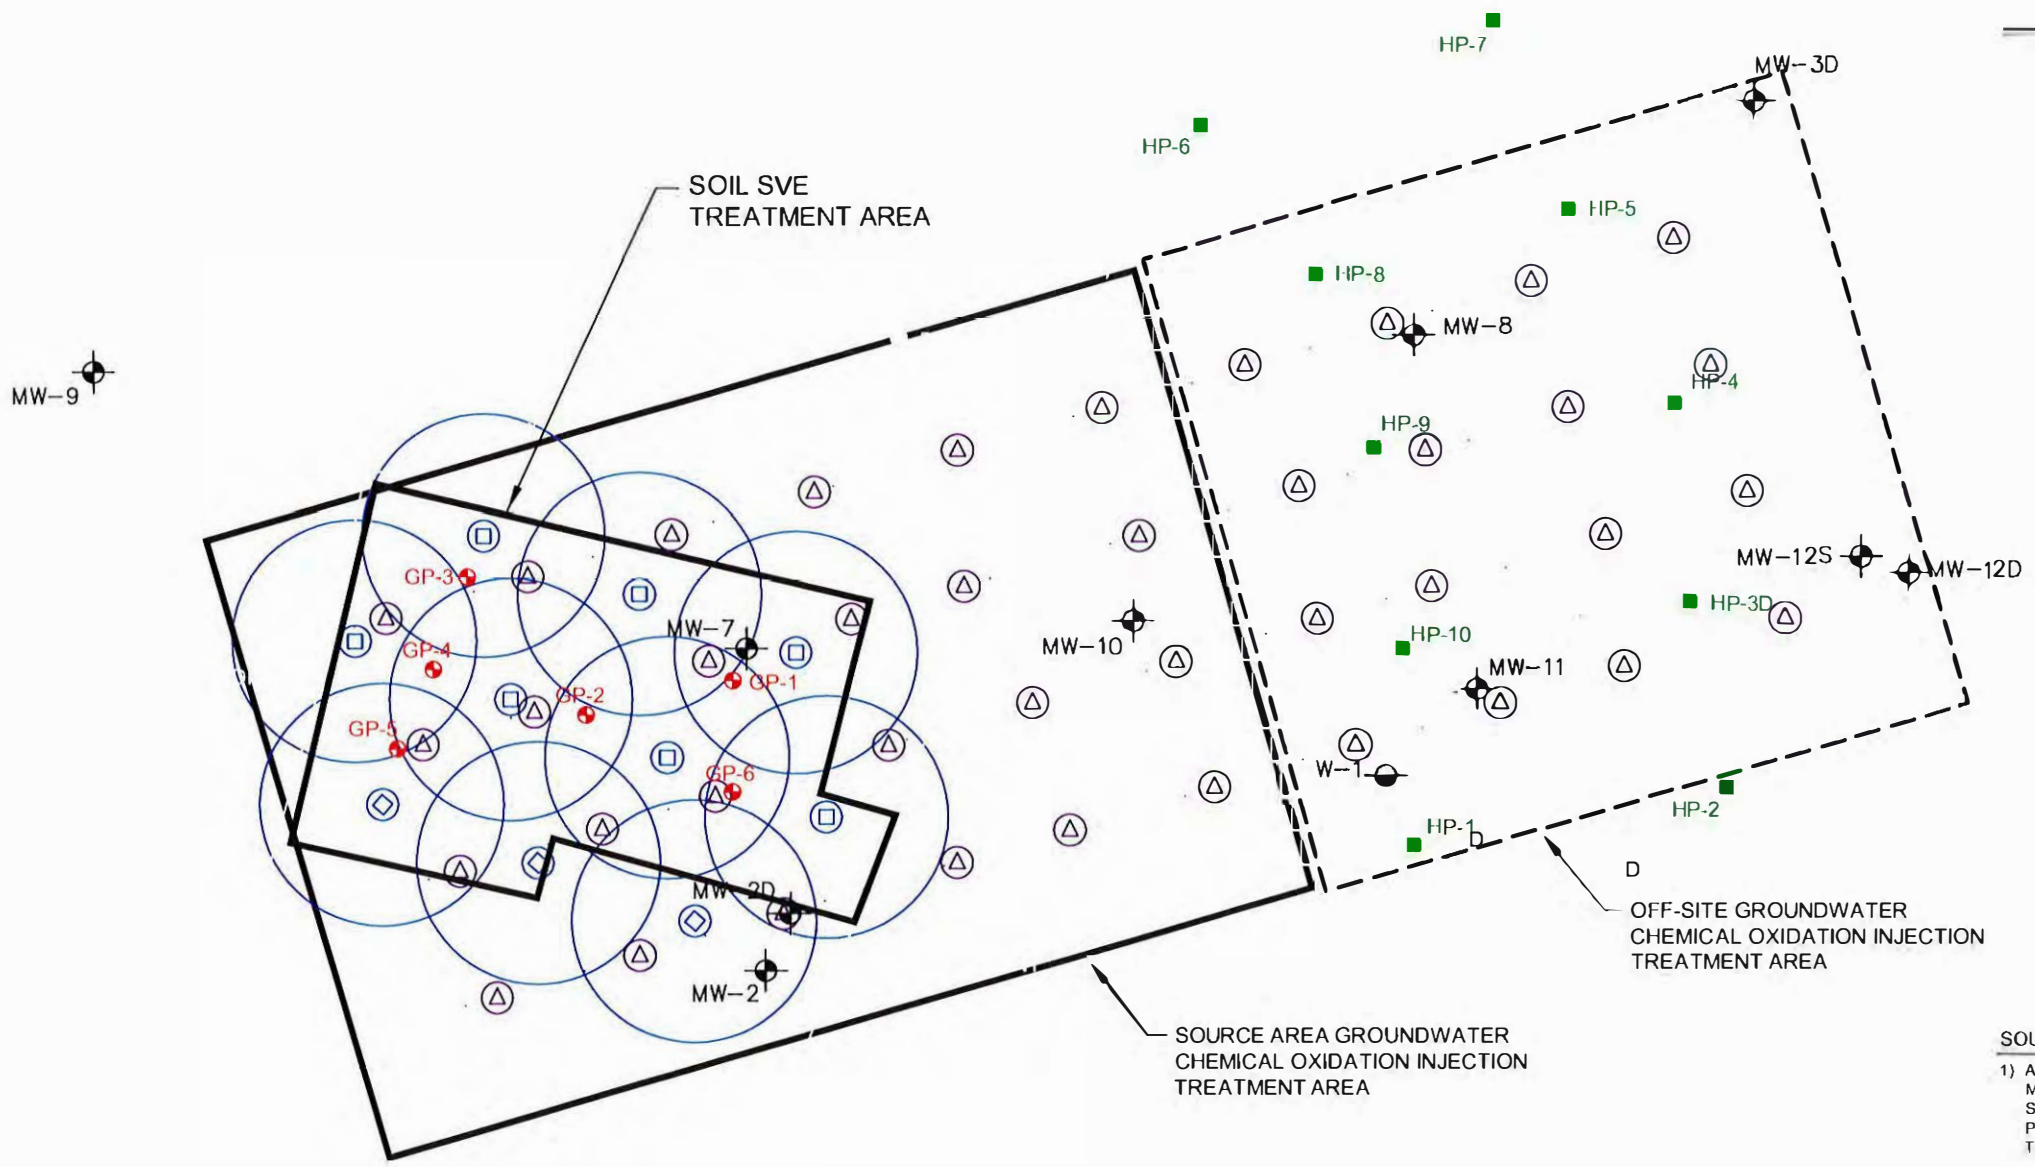 HP-7
MW-3D
HP-6
SOIL SVE
TREATMENT AREA
HP-5
HP-8
MW-8
MW-9
HP-4
HP-9
MW-12S
MW-12D
GP-3
HP-3D
MW-7
MW-10
HP-10
GP-4
MW-11
GP-1
GP-2
GP-5
W-1
GP-6
HP-2
HP-1
D
D
MW-2D
OFF-SITE GROUNDWATER
CHEMICAL OXIDATION INJECTION
TREATMENT AREA
MW-2
SOURCE AREA GROUNDWATER
CHEMICAL OXIDATION INJECTION
TREATMENT AREA
SOU
1) A
M
S
P
T